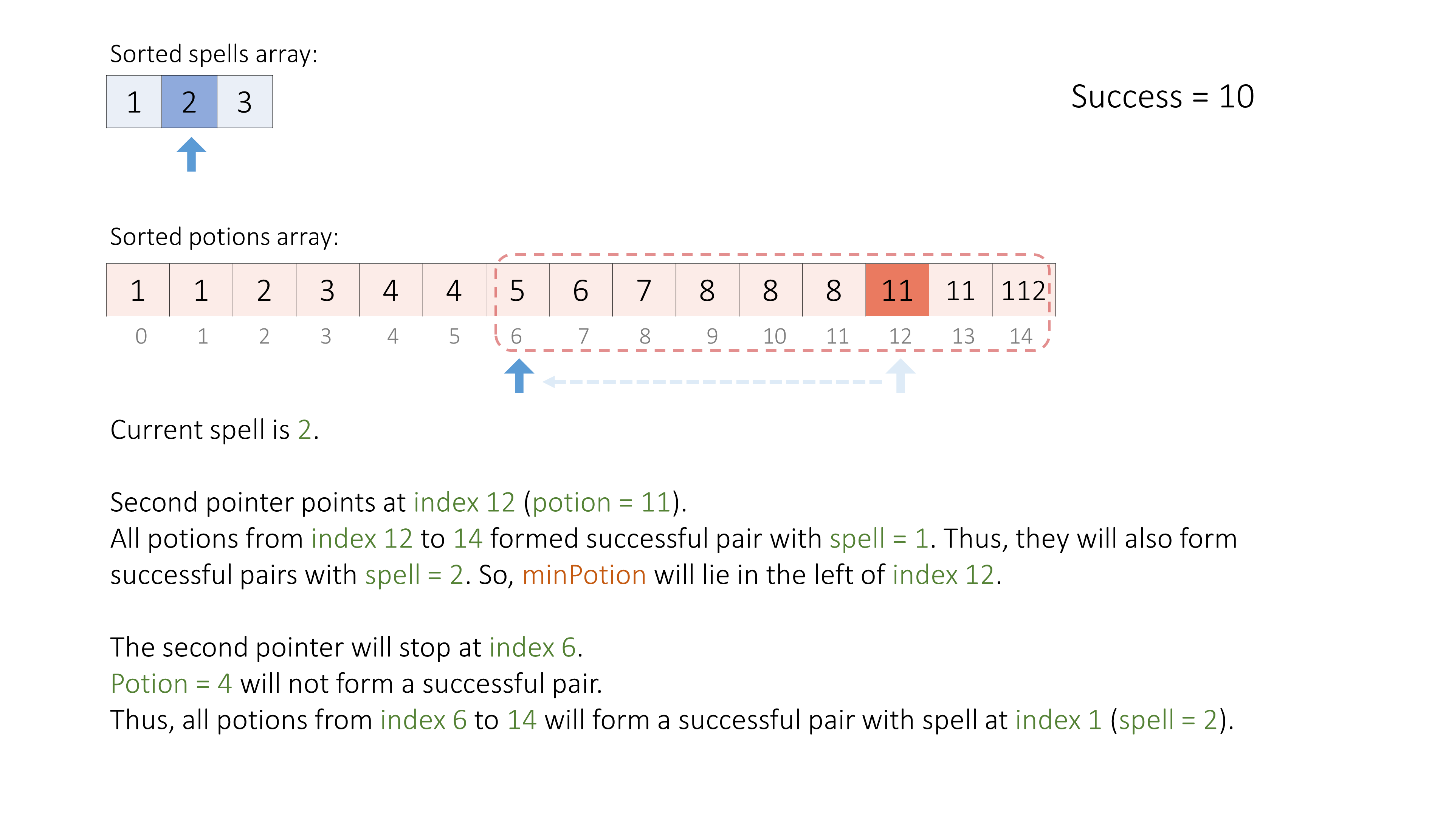 Sorted spells array:
1 2 3
Success = 10
Sorted potions array:
1 1 2 3 4 4 5 6 7 8 8 8 11 11 112
0 1 2 3 4 5 6 7 8 9 10 11 12 13 14
Current spell is 2.
Second pointer points at index 12 (potion = 11).
All potions from index 12 to 14 formed successful pair with spell = 1. Thus, they will also form
successful pairs with spell = 2. So, minPotion will lie in the left of index 12.
The second pointer will stop at index 6.
Potion = 4 will not form a successful pair.
Thus, all potions from index 6 to 14 will form a successful pair with spell at index 1 (spell = 2).